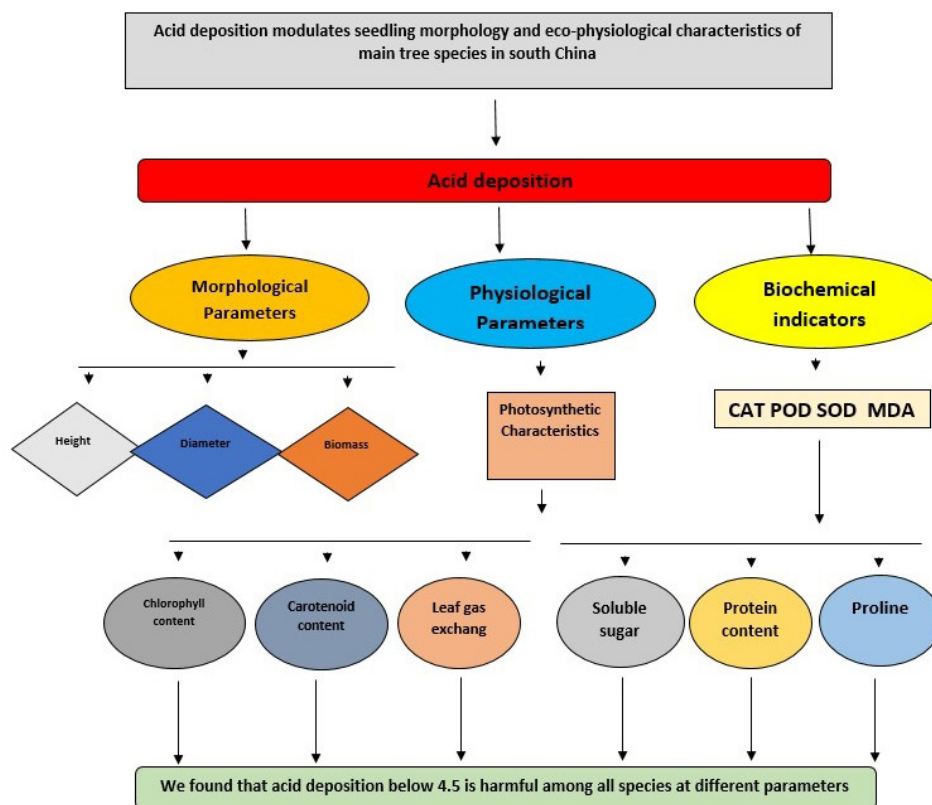 Acid deposition modulates seedling morphology and eco-physiological characteristics of
main tree species in south China
Acid deposition
Morphological
Parameters
Physiological
Parameters
Biochemical
indicators
Height
Diameter
Biomass
Photosynthetic
Characteristics
CAT POD SOD MDA
Chlorophyll
content
Carotenoid
content
Leaf gas
exchang
Soluble
sugar
Protein
content
Proline
We found that acid deposition below 4.5 is harmful among all species at different parameters